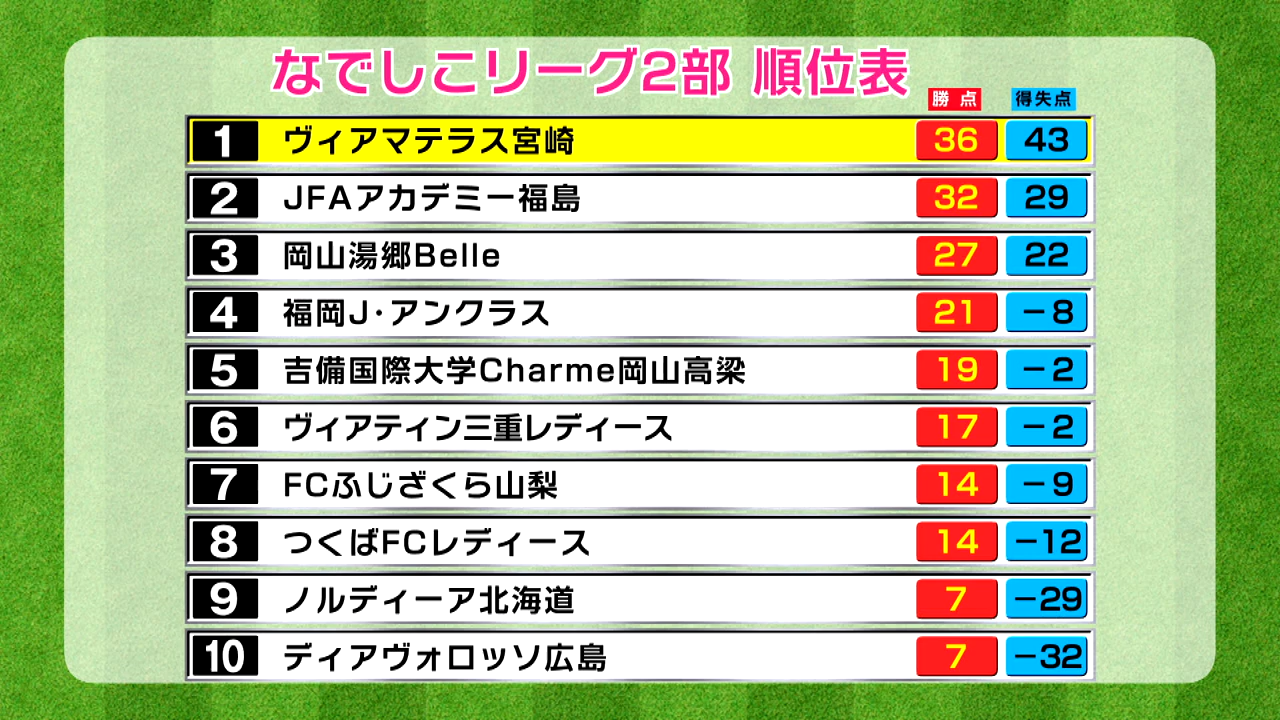 なでしこリーグ2部 順位表
勝点 得失点
1 ヴィアマテラス宮崎 36 43
2 JFAアカデミー福島 32 29
3 岡山湯郷Belle 27 22
4 福岡J・アンクラス 21 −8
5 吉備国際大学Charme岡山高梁 19 −2
6 ヴィアティン三重レディース 17 −2
7 FCふじざくら山梨 14 −9
8 つくばFCレディース 14 −12
9 ノルディーア北海道 7 −29
10 ディアヴォロッソ広島 7 −32